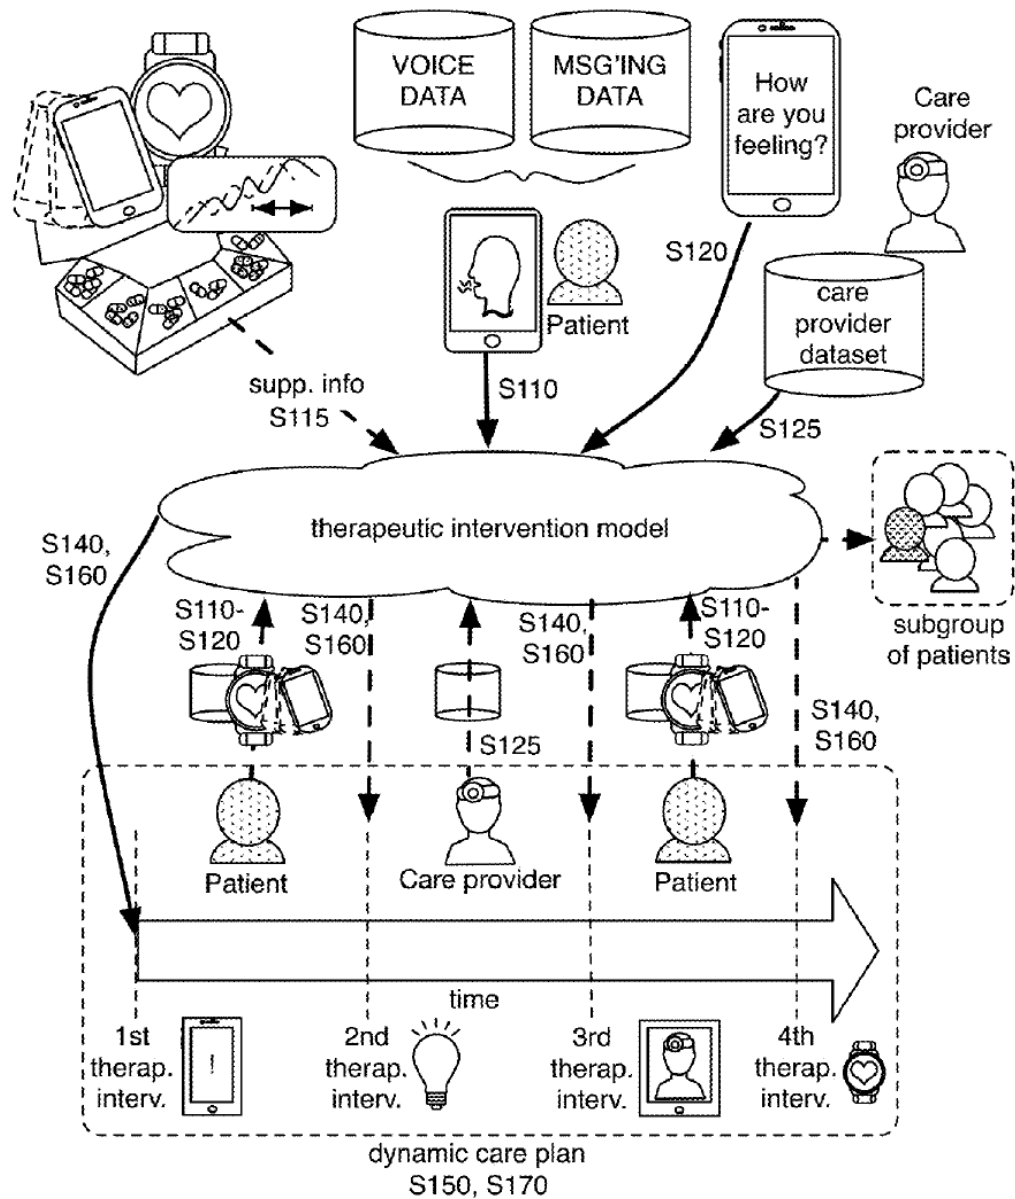 VOICE
DATA
MSG'ING
DATA
How
are you
feeling?
Care
provider
S120
Patient
care
provider
dataset
supp. info
S115
S110
S125
therapeutic intervention model
S140,
S160
subgroup
of patients
S110-
S120
S140,
S160
S125
S140,
S160
S110-
S120
S140,
S160
Patient
Care provider
Patient
time
1st
therap.
interv.
!
2nd
therap.
interv.
3rd
therap.
interv.
4th
therap.
interv.
dynamic care plan
S150, S170